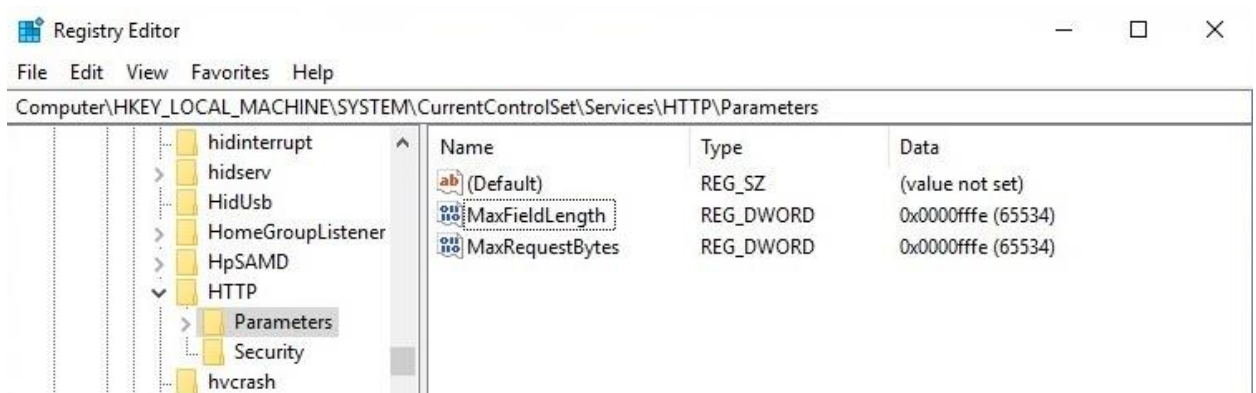 Registry Editor
File Edit View Favorites Help
Computer\HKEY_LOCAL_MACHINE\SYSTEM\CurrentControlSet\Services\HTTP\Parameters
hidinterrupt
hidserv
HidUsb
HomeGroupListener
HpSAMD
HTTP
Parameters
Security
hvcrash
Name Type Data
ab (Default) REG_SZ (value not set)
MaxFieldLength REG_DWORD 0x0000fffe (65534)
MaxRequestBytes REG_DWORD 0x0000fffe (65534)